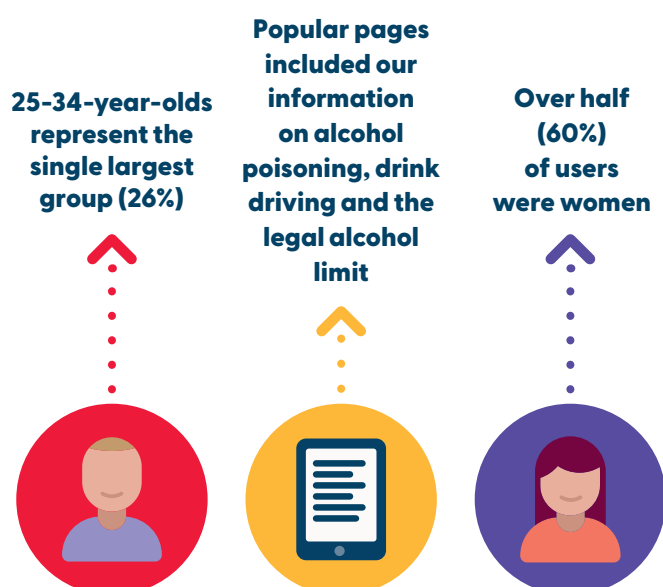 25-34-year-olds
represent the
single largest
group (26%)
Popular pages
included our
information
on alcohol
poisoning, drink
driving and the
legal alcohol
limit
Over half
(60%)
of users
were women